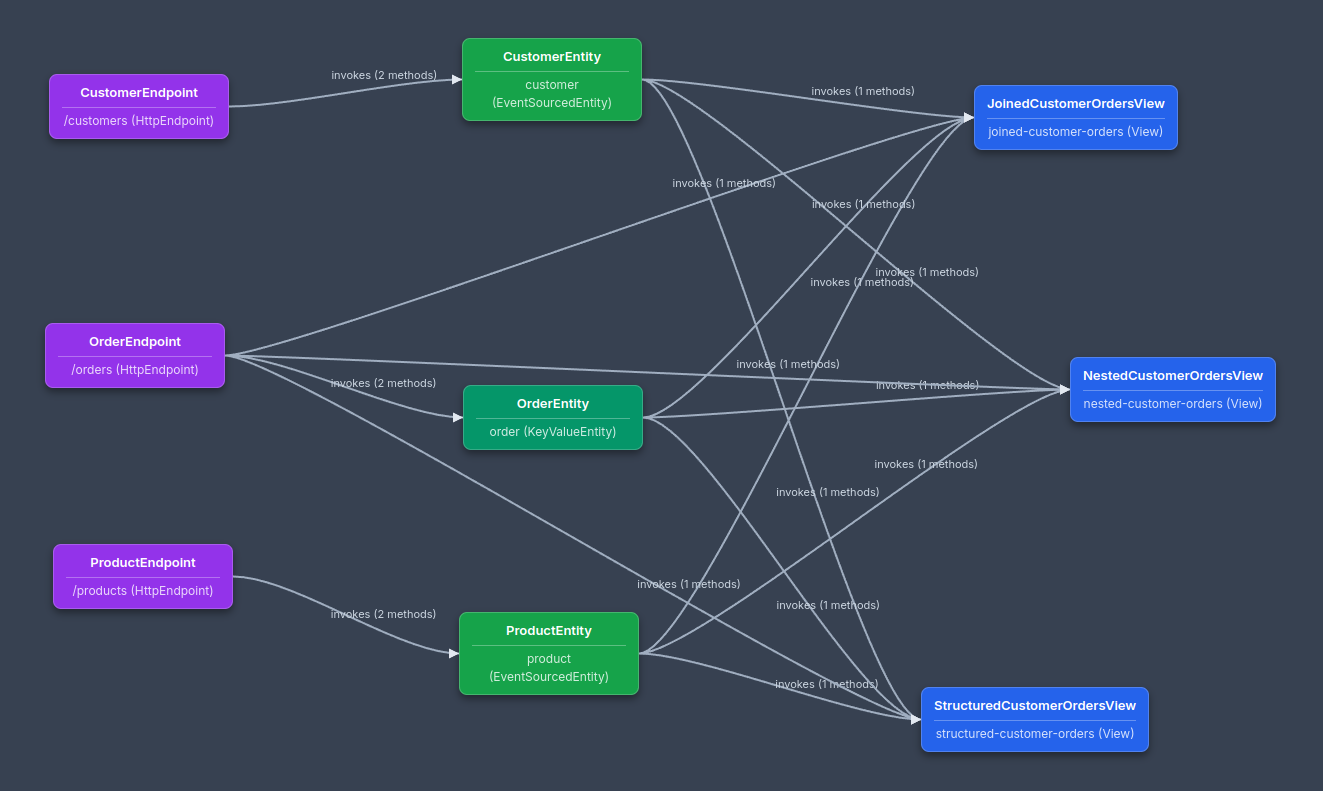 CustomerEndpoint
/customers (HttpEndpoint)
invokes (2 methods)
CustomerEntity
customer
(EventSourcedEntity)
invokes (1 methods)
JoinedCustomerOrdersView
joined-customer-orders (View)
invokes (1 methods)
invokes (1 methods)
invokes (1 methods)
invokes (1 methods)
OrderEndpoint
/orders (HttpEndpoint)
invokes (2 methods)
OrderEntity
order (KeyValueEntity)
invokes (1 methods)
invokes (1 methods)
NestedCustomerOrdersView
nested-customer-orders (View)
invokes (1 methods)
invokes (1 methods)
ProductEndpoint
/products (HttpEndpoint)
invokes (2 methods)
ProductEntity
product
(EventSourcedEntity)
invokes (1 methods)
invokes (1 methods)
invokes (1 methods)
StructuredCustomerOrdersView
structured-customer-orders (View)